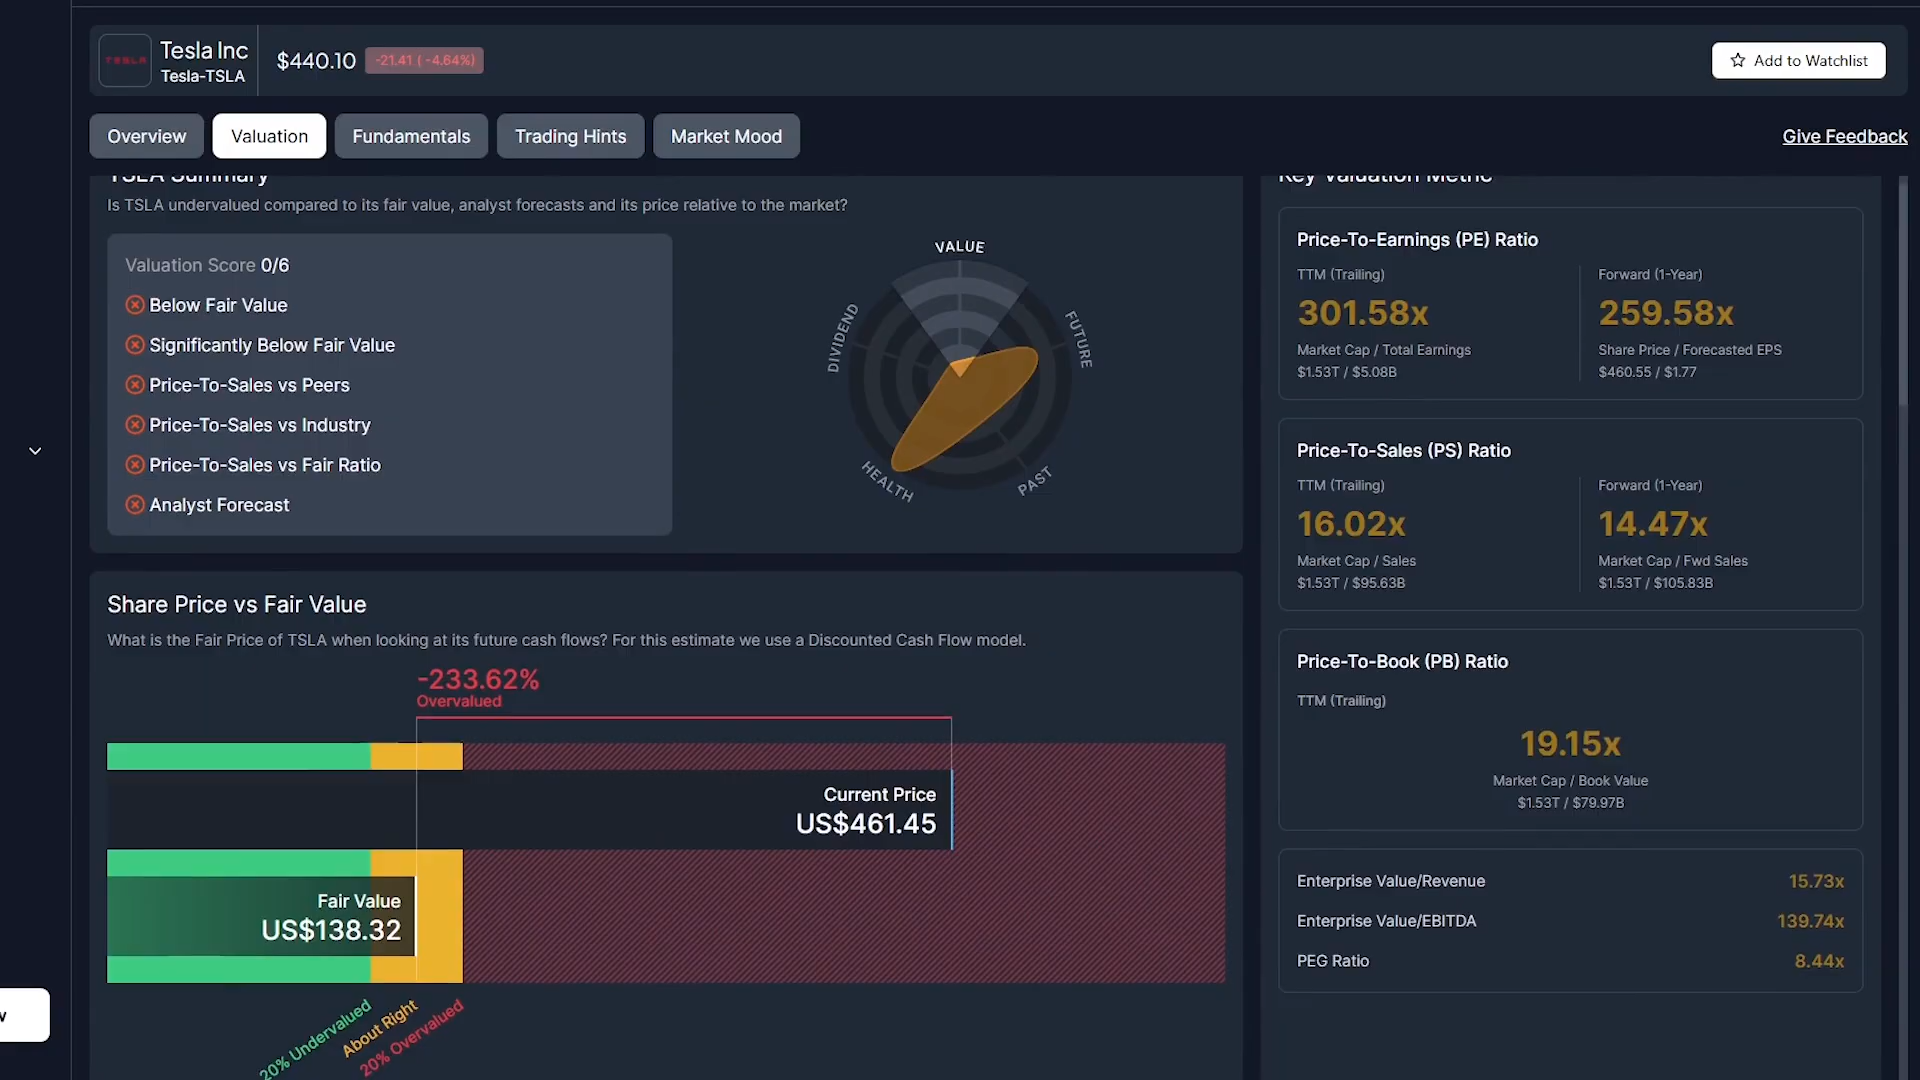 Tesla Inc
TESLA
Tesla-TSLA
$440.10
-21.41 ( -4.64%)
Add to Watchlist
Overview
Valuation
Fundamentals
Trading Hints
Market Mood
Give Feedback
TSLA Summary
Is TSLA undervalued compared to its fair value, analyst forecasts and its price relative to the market?
Valuation Score 0/6
Below Fair Value
Significantly Below Fair Value
Price-To-Sales vs Peers
Price-To-Sales vs Industry
Price-To-Sales vs Fair Ratio
Analyst Forecast
VALUE
FUTURE
PAST
HEALTH
DIVIDEND
Share Price vs Fair Value
What is the Fair Price of TSLA when looking at its future cash flows? For this estimate we use a Discounted Cash Flow model.
-233.62%
Overvalued
Current Price
US$461.45
Fair Value
US$138.32
20% Undervalued
About Right
20% Overvalued
Key Valuation Metric
Price-To-Earnings (PE) Ratio
TTM (Trailing)
301.58x
Market Cap / Total Earnings
$1.53T / $5.08B
Forward (1-Year)
259.58x
Share Price / Forecasted EPS
$460.55 / $1.77
Price-To-Sales (PS) Ratio
TTM (Trailing)
16.02x
Market Cap / Sales
$1.53T / $95.63B
Forward (1-Year)
14.47x
Market Cap / Fwd Sales
$1.53T / $105.83B
Price-To-Book (PB) Ratio
TTM (Trailing)
19.15x
Market Cap / Book Value
$1.53T / $79.97B
Enterprise Value/Revenue
15.73x
Enterprise Value/EBITDA
139.74x
PEG Ratio
8.44x